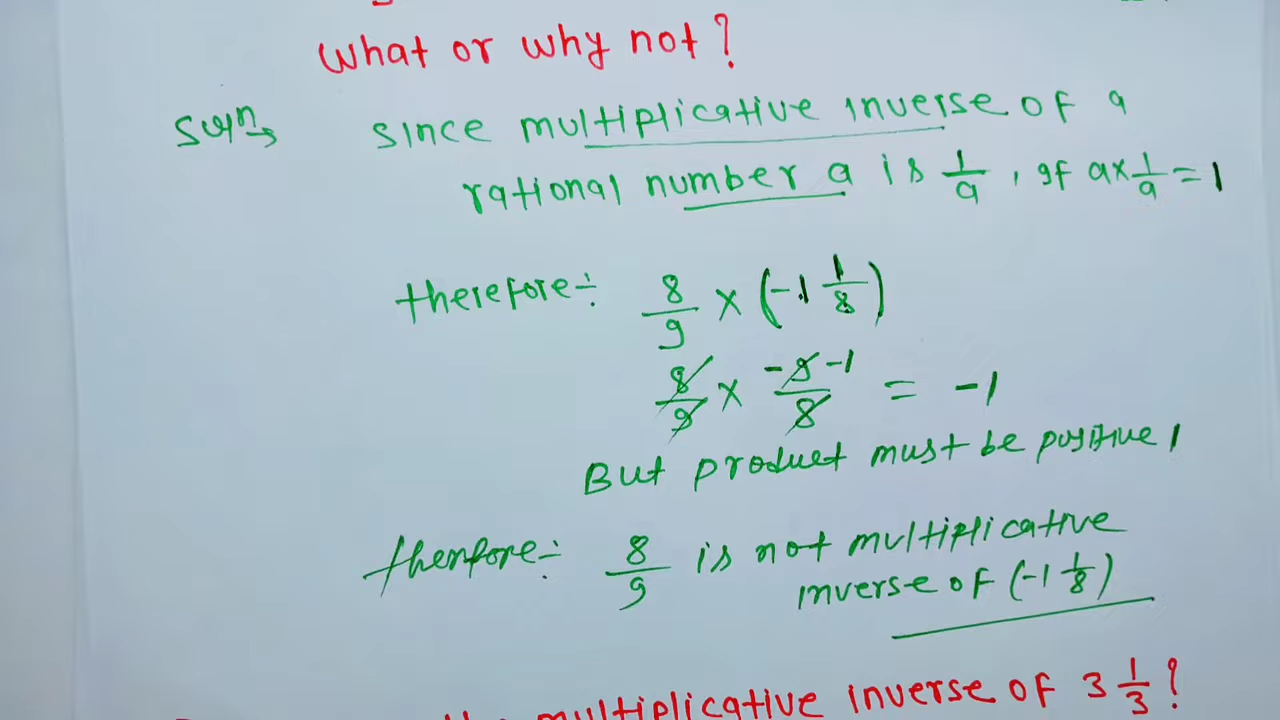 What or why not?
Soln→ since multiplicative inverse of a
rational number a is 1/a, if a×1/a=1
therefore÷ 8/9 × (-1 1/8)
8/9 × -9/8 -1 = -1
But product must be positive 1
therefore÷ 8/9 is not multiplicative
inverse of (-1 1/8)
multiplicative inverse of 3 1/3?